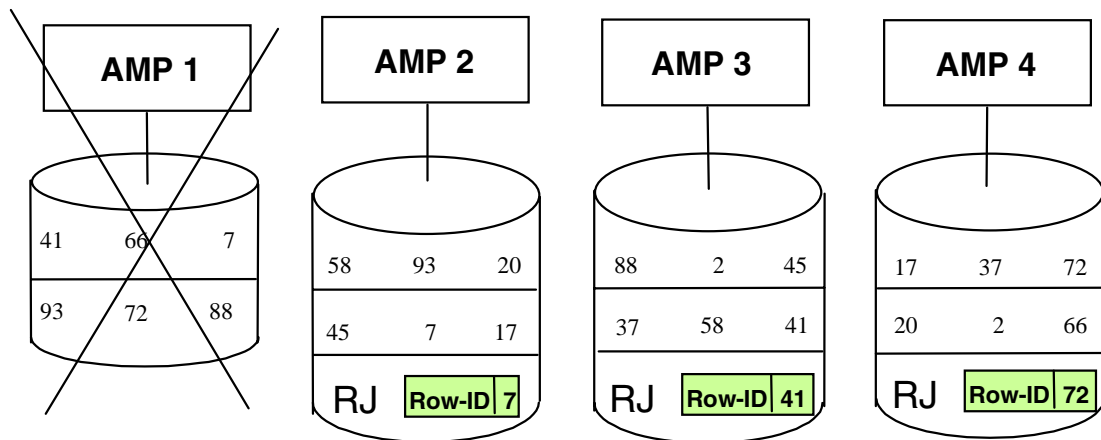 AMP 1
AMP 2
AMP 3
AMP 4
41 66 7
93 72 88
58 93 20
45 7 17
RJ Row-ID 7
88 2 45
37 58 41
RJ Row-ID 41
17 37 72
20 2 66
RJ Row-ID 72